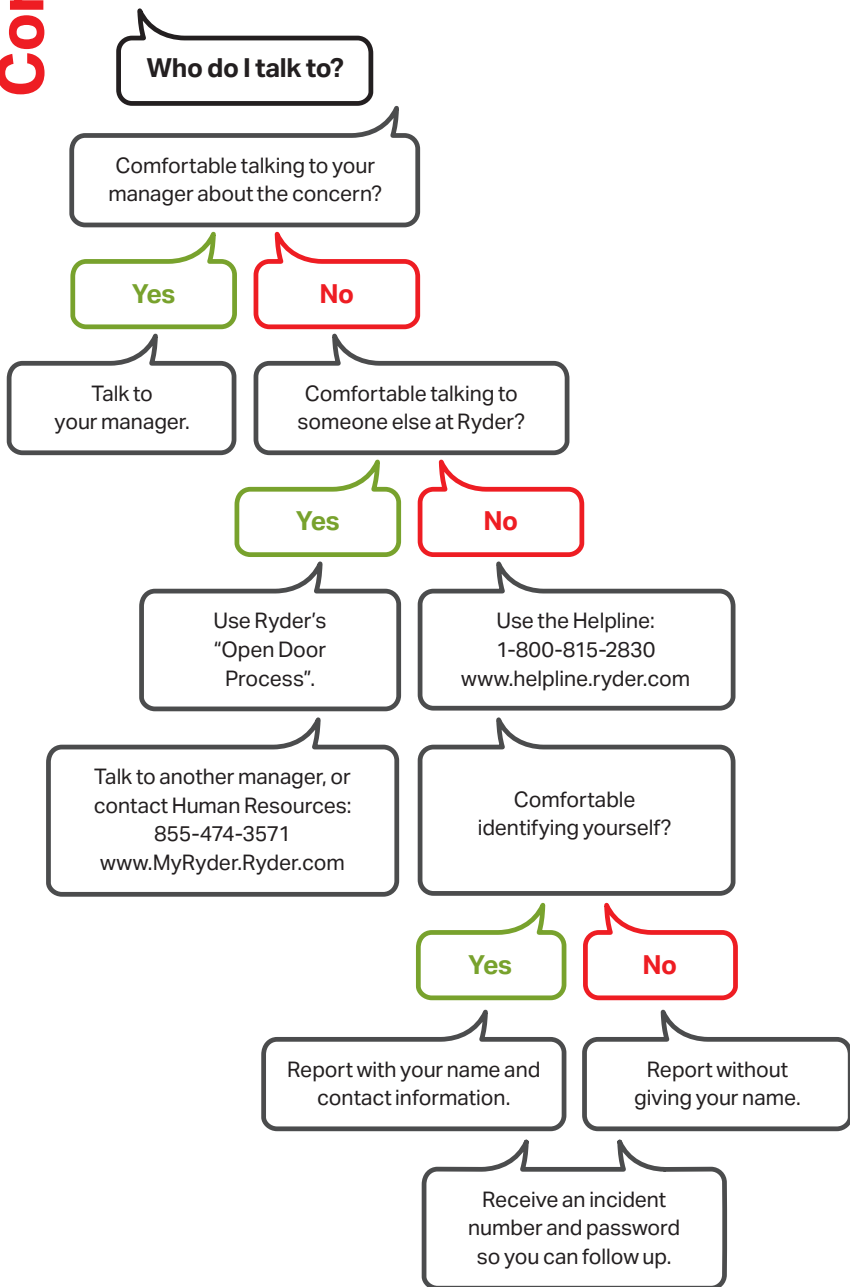 Who do I talk to?
Comfortable talking to your
manager about the concern?
Yes
No
Talk to
your manager.
Comfortable talking to
someone else at Ryder?
Yes
No
Use Ryder’s
“Open Door
Process”.
Use the Helpline:
1-800-815-2830
www.helpline.ryder.com
Talk to another manager, or
contact Human Resources:
855-474-3571
www.MyRyder.Ryder.com
Comfortable
identifying yourself?
Yes
No
Report with your name and
contact information.
Report without
giving your name.
Receive an incident
number and password
so you can follow up.